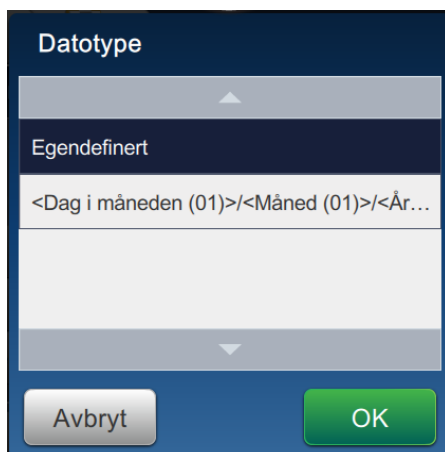 Datotype
Egendefinert
<Dag i måneden (01)>/<Måned (01)>/<År...
Avbryt
OK